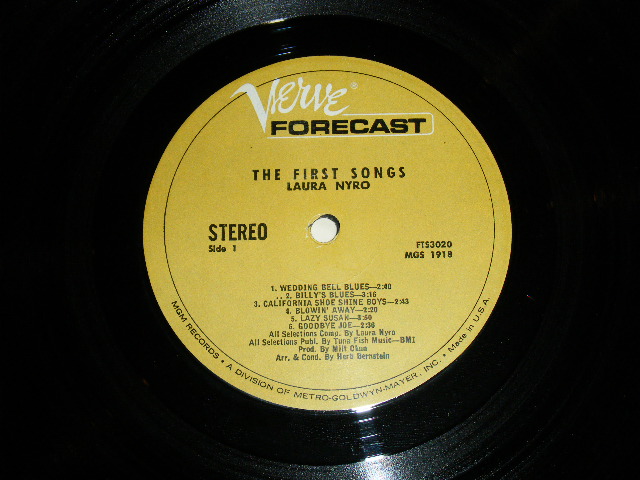 Verve®
FORECAST
THE FIRST SONGS
LAURA NYRO
STEREO
Side 1
FTS3020
MGS 1918
1. WEDDING BELL BLUES—2:40
2. BILLY'S BLUES—3:16
3. CALIFORNIA SHOE SHINE BOYS—2:43
4. BLOWIN' AWAY—2:20
5. LAZY SUSAN—3:50
6. GOODBYE JOE—2:36
All Selections Comp. By Laura Nyro
All Selections Publ. By Tuna Fish Music—BMI
Prod. By Milt Okun
Arr. & Cond. By Herb Bernstein
MGM RECORDS • A DIVISION OF METRO-GOLDWYN-MAYER, INC. • Made in U.S.A.